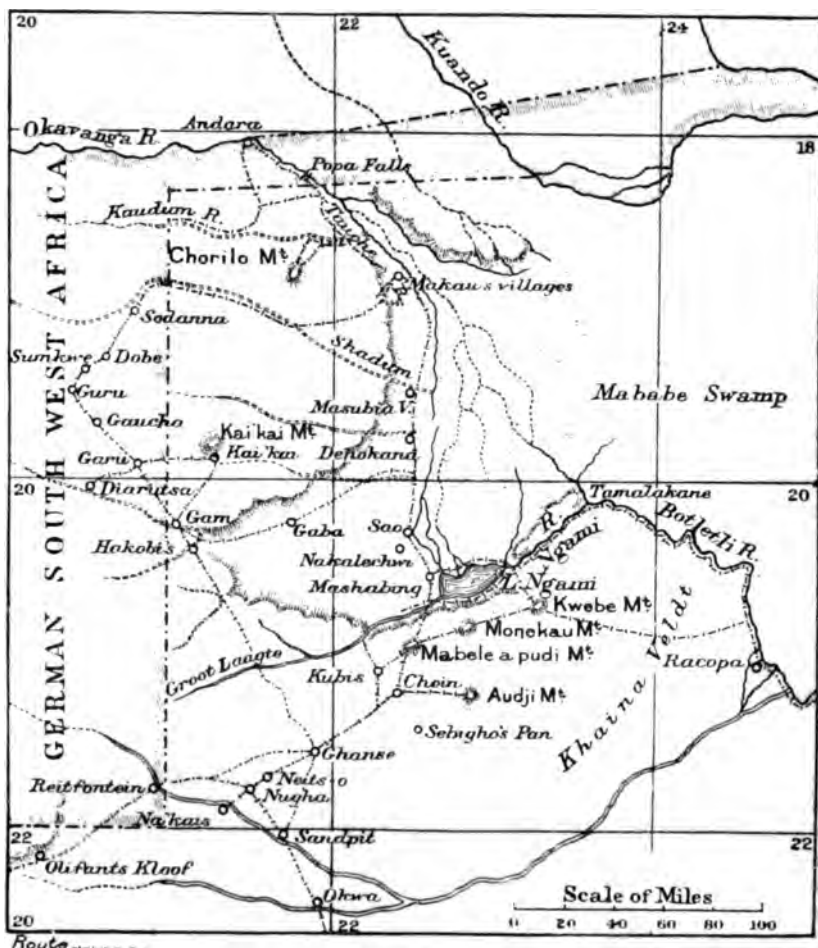 20
22
24
Kuando R.
Okavanga R.
Andara
18
Popa Falls
Kaudum R.
Tauche
Chorilo Mt.
Makau's villages
Sodanna
Shadum
Sumkwe
Dobe
Guru
Masubia V.
Mababe Swamp
Gaucha
Kai kai Mt.
Kai kai
Depokana
Garu
20
Diarutsa
Tamalakane
Gam
Gaba
Sao
Botletli R.
Hakobis
Nakalechwi
R. Ngami
Mashabing
L. Ngami
Kwebe Mt.
Monekau Mt.
Groot Laagte
Mabele a pudi Mt.
Kubis
Racopa
Chein
Audji Mt.
Khaina Veldt
Sebigho's Pan
GERMAN SOUTH WEST AFRICA
Ghanse
Reitfontein
Neits-o
Nugha
Na'kais
22
Sandpit
22
Olifants Kloof
Okwa
Scale of Miles
0 20 40 60 80 100
20
22
Route